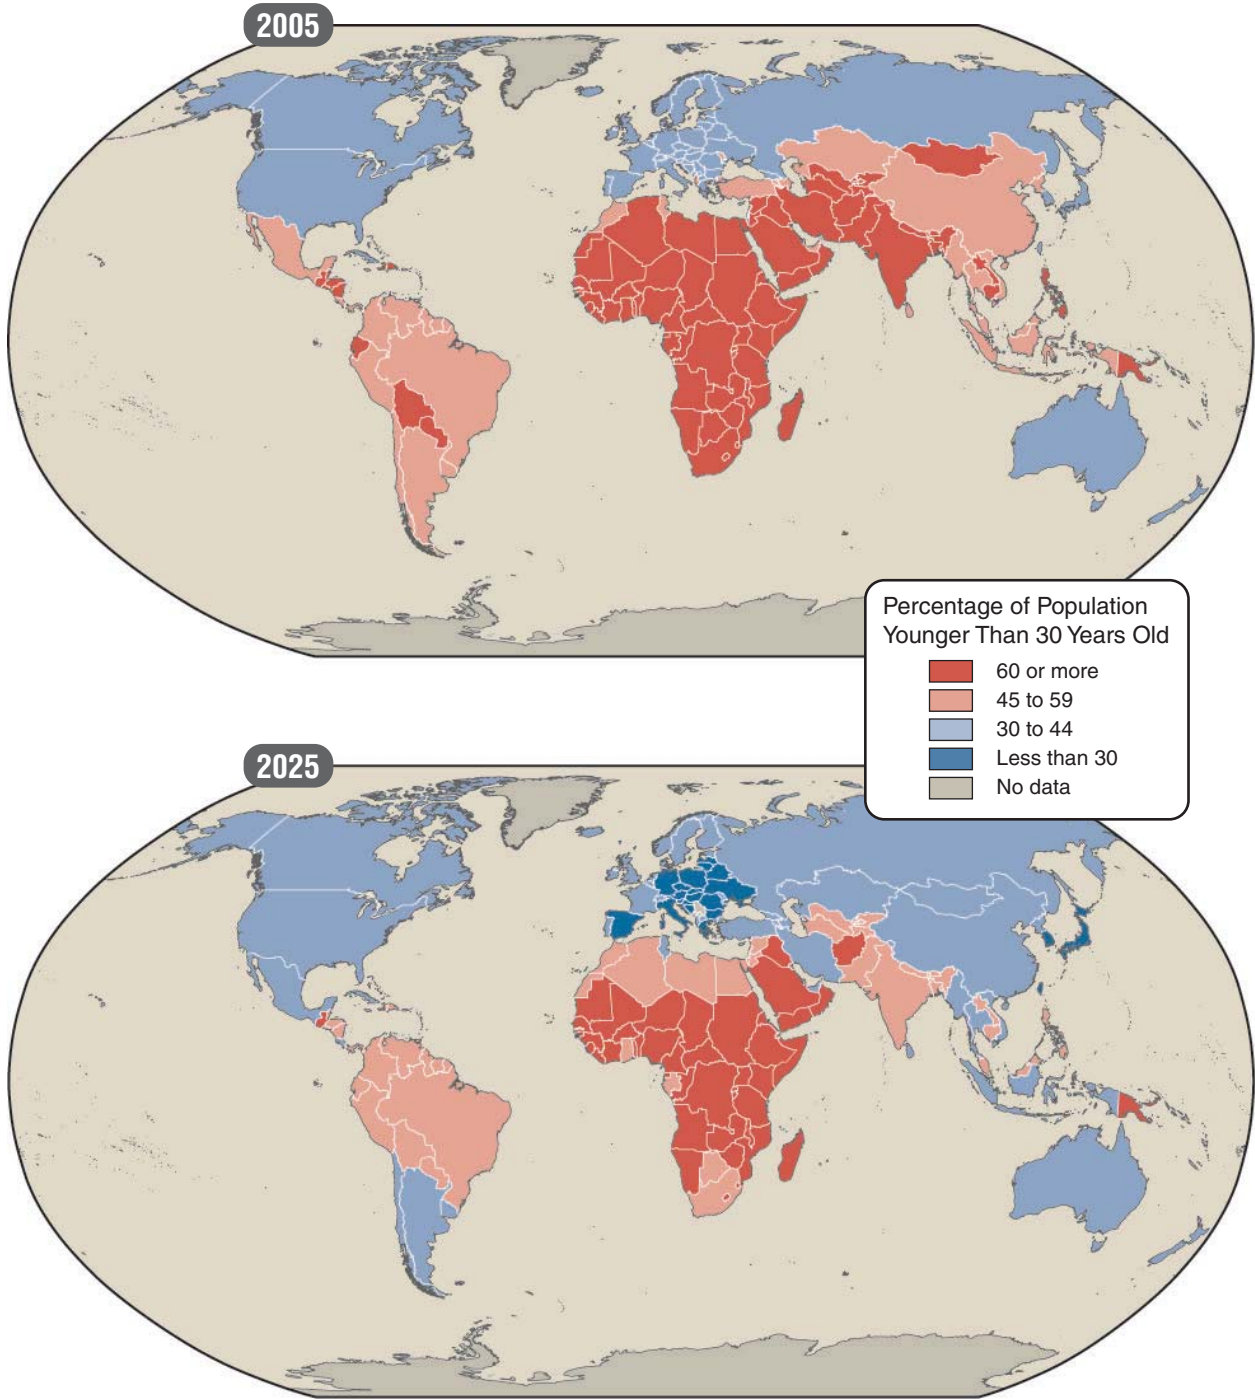 2005
Percentage of Population
Younger Than 30 Years Old
60 or more
45 to 59
30 to 44
Less than 30
No data
2025